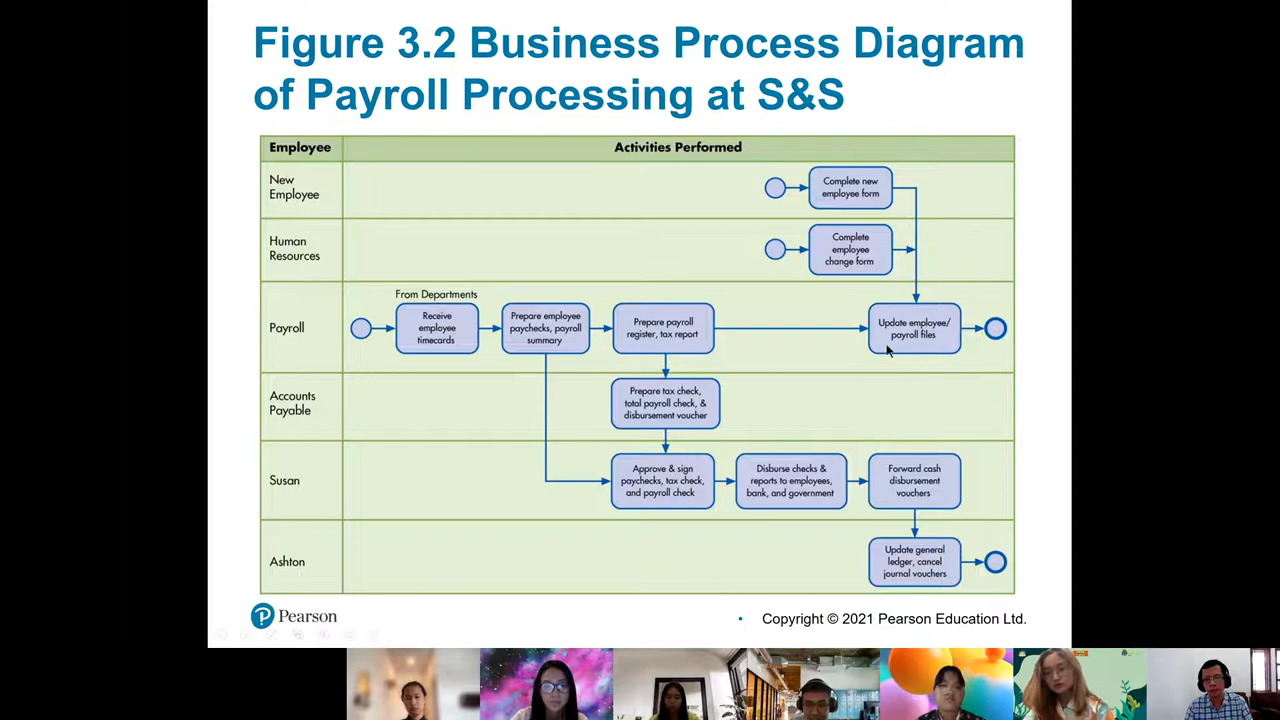 Figure 3.2 Business Process Diagram
of Payroll Processing at S&S
Employee
Activities Performed
New
Employee
Complete new
employee form
Human
Resources
Complete
employee
change form
Payroll
From Departments
Receive
employee
timecards
Prepare employee
paychecks, payroll
summary
Prepare payroll
register, tax report
Update employee/
payroll files
Accounts
Payable
Prepare tax check,
total payroll check, &
disbursement voucher
Susan
Approve & sign
paychecks, tax check,
and payroll check
Disburse checks &
reports to employees,
bank, and government
Forward cash
disbursement
vouchers
Ashton
Update general
ledger, cancel
journal vouchers
P Pearson
• Copyright © 2021 Pearson Education Ltd.